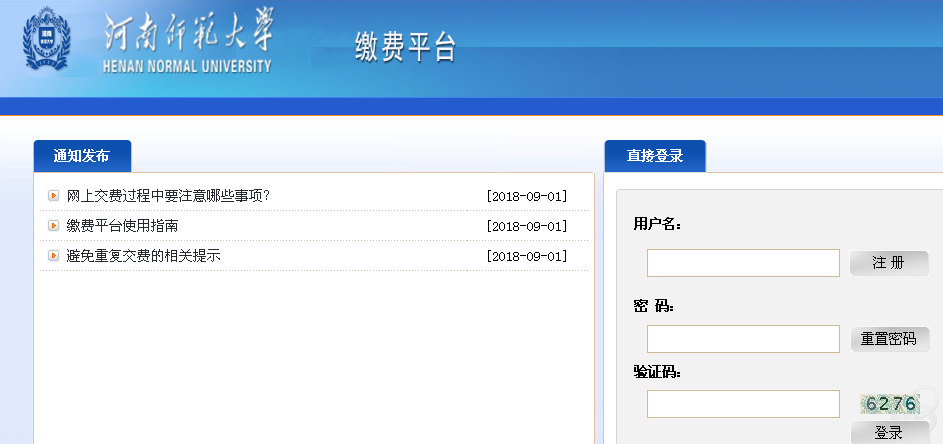 河南师范大学
HENAN NORMAL UNIVERSITY
缴费平台
通知发布
网上交费过程中要注意哪些事项？ [2018-09-01]
缴费平台使用指南 [2018-09-01]
避免重复交费的相关提示 [2018-09-01]
直接登录
用户名：
注 册
密 码：
重置密码
验证码：
6276
登录